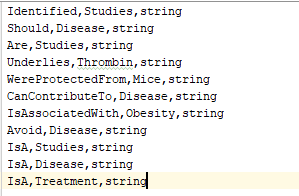 Identified,Studies,string
Should,Disease,string
Are,Studies,string
Underlies,Thrombin,string
WereProtectedFrom,Mice,string
CanContributeTo,Disease,string
IsAssociatedWith,Obesity,string
Avoid,Disease,string
IsA,Studies,string
IsA,Disease,string
IsA,Treatment,string